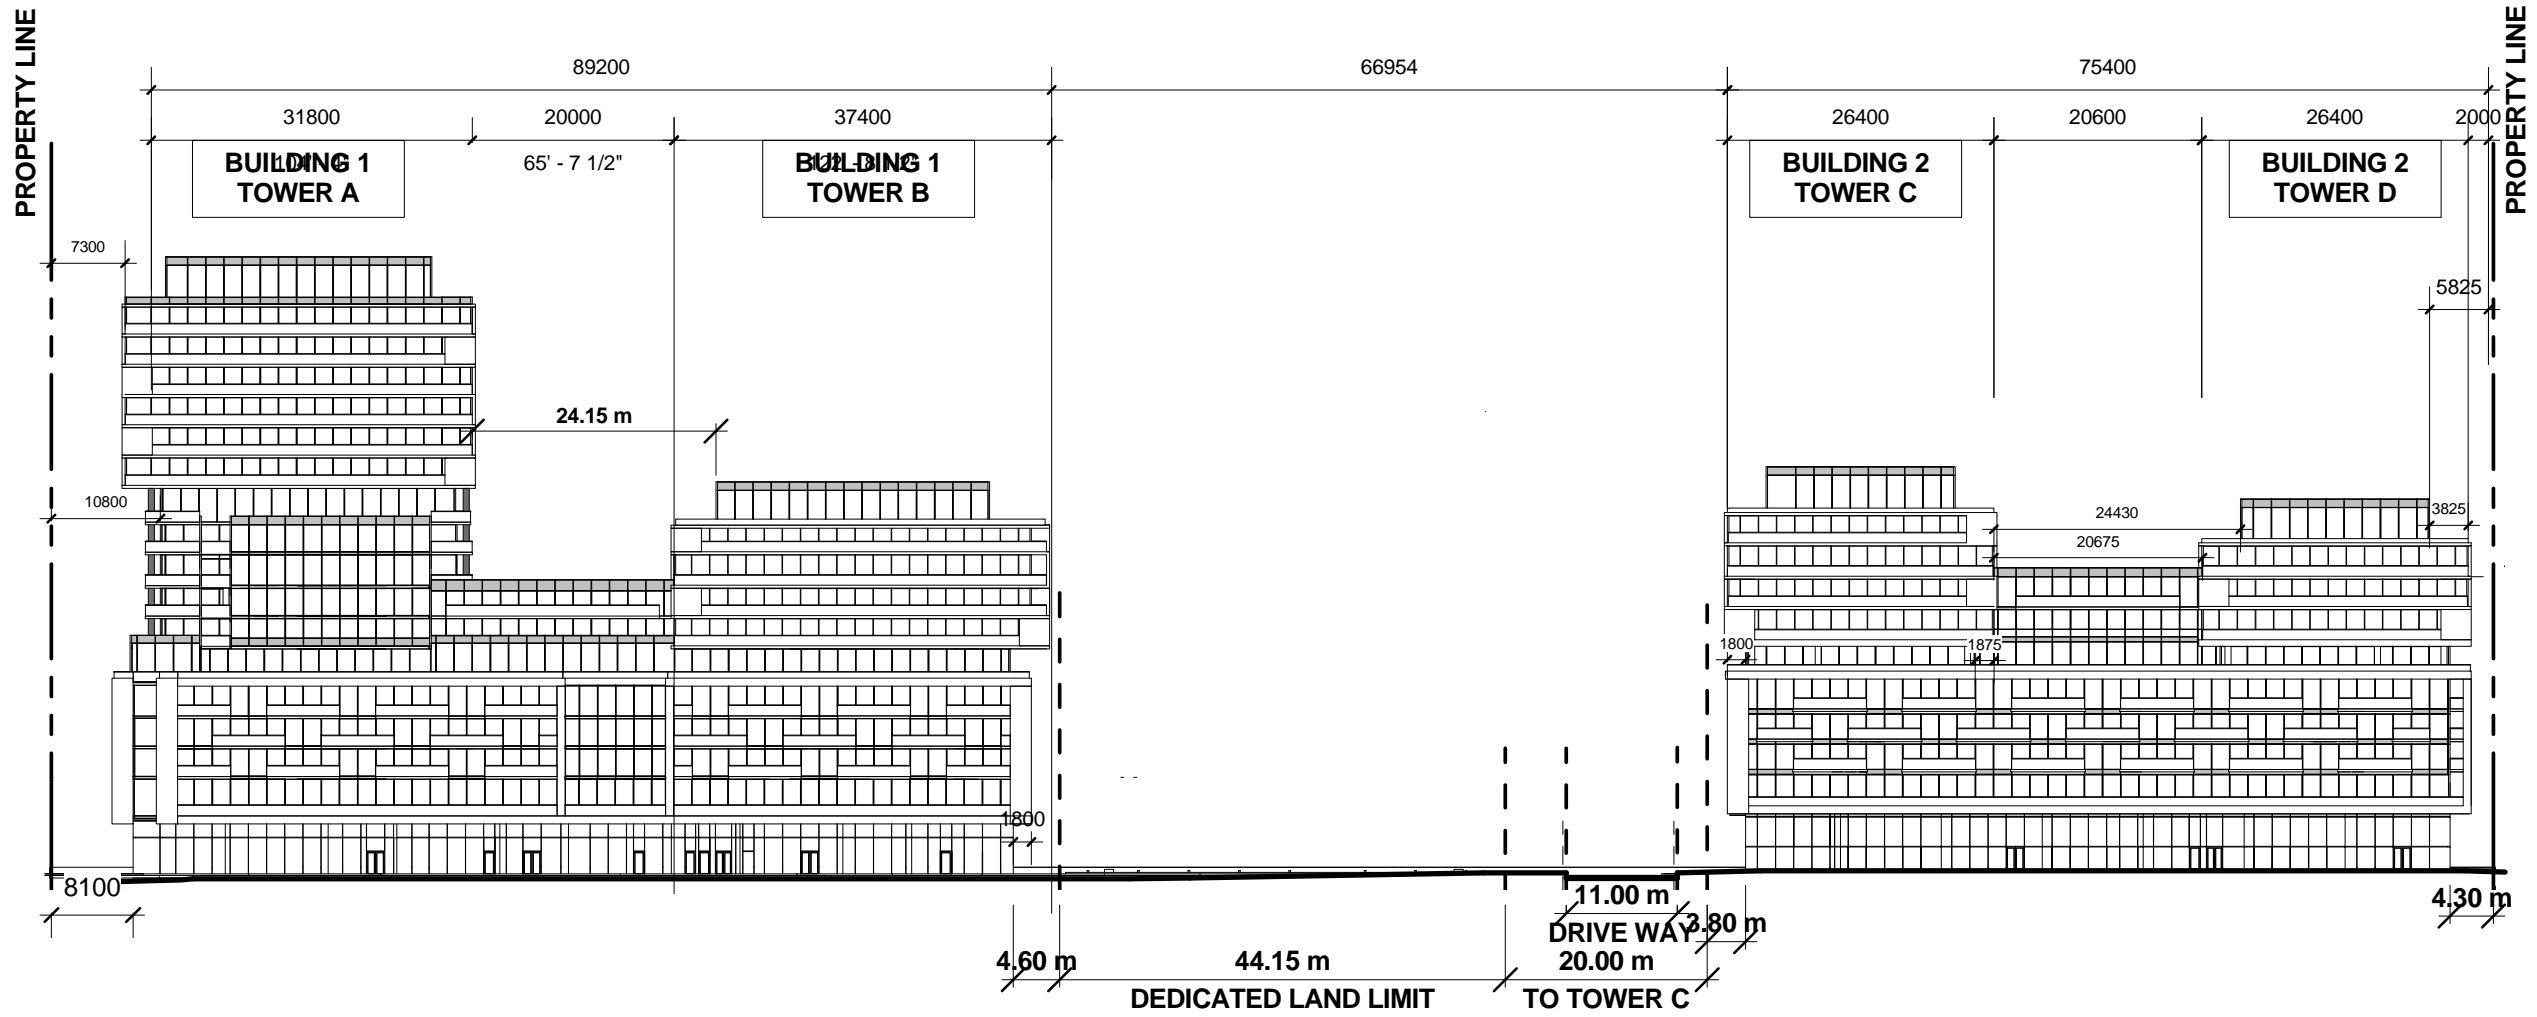 PROPERTY LINE
PROPERTY LINE
89200
66954
75400
31800
20000
37400
26400
20600
26400
2000
BUILDING 1
TOWER A
65' - 7 1/2"
BUILDING 1
TOWER B
BUILDING 2
TOWER C
BUILDING 2
TOWER D
7300
5825
24.15 m
10800
24430
3825
20675
1800
1875
1800
8100
11.00 m
4.30 m
DRIVE WAY
3.80 m
4.60 m
44.15 m
20.00 m
DEDICATED LAND LIMIT
TO TOWER C